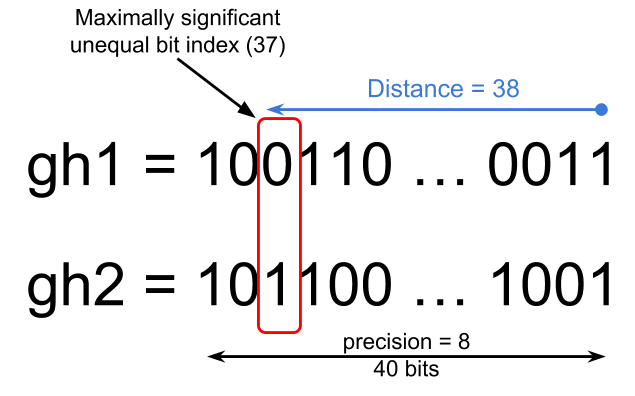 Maximally significant
unequal bit index (37)
Distance = 38
gh1 = 100110 ... 0011
gh2 = 101100 ... 1001
precision = 8
40 bits